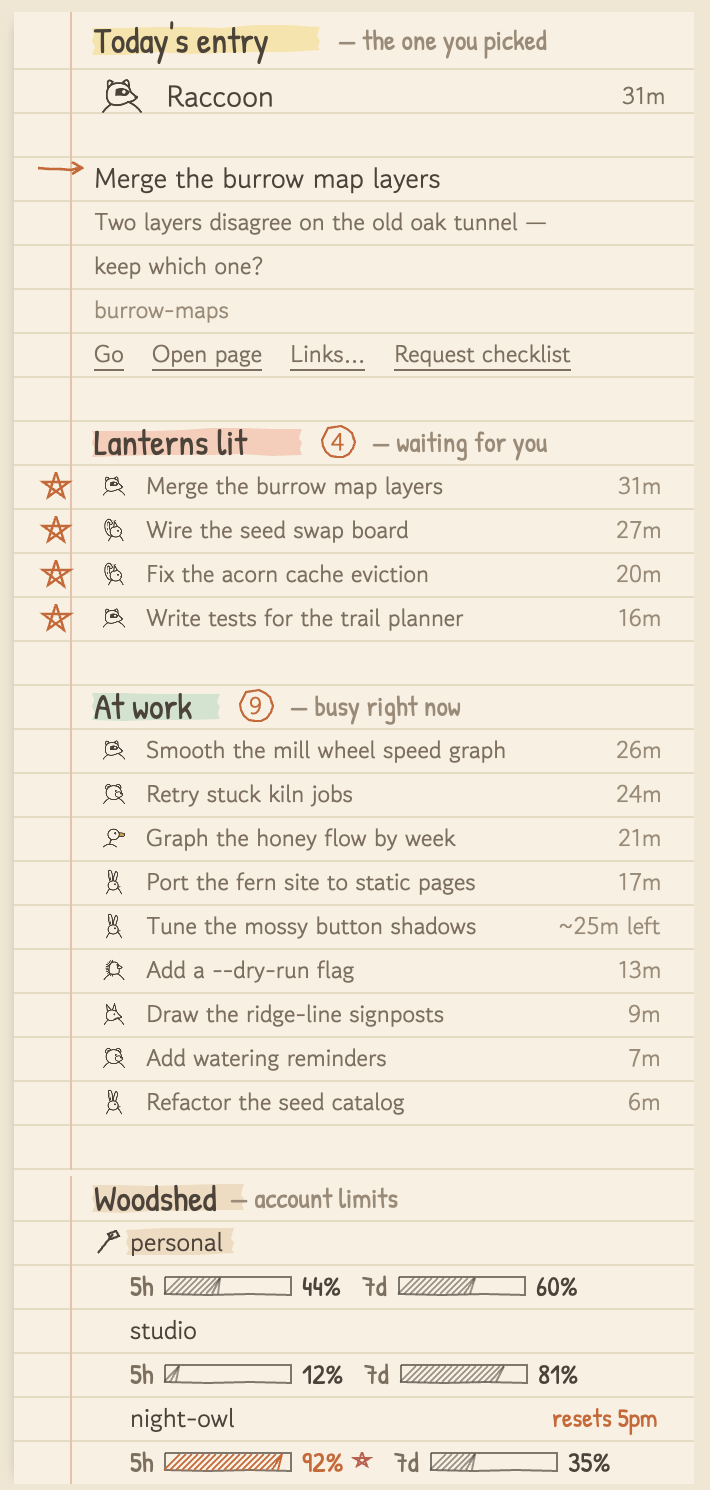 Today's entry — the one you picked
Raccoon 31m
Merge the burrow map layers
Two layers disagree on the old oak tunnel —
keep which one?
burrow-maps
Go Open page Links... Request checklist
Lanterns lit 4 — waiting for you
Merge the burrow map layers 31m
Wire the seed swap board 27m
Fix the acorn cache eviction 20m
Write tests for the trail planner 16m
At work 9 — busy right now
Smooth the mill wheel speed graph 26m
Retry stuck kiln jobs 24m
Graph the honey flow by week 21m
Port the fern site to static pages 17m
Tune the mossy button shadows ~25m left
Add a --dry-run flag 13m
Draw the ridge-line signposts 9m
Add watering reminders 7m
Refactor the seed catalog 6m
Woodshed — account limits
personal
5h 44% 7d 60%
studio
5h 12% 7d 81%
night-owl resets 5pm
5h 92% 7d 35%